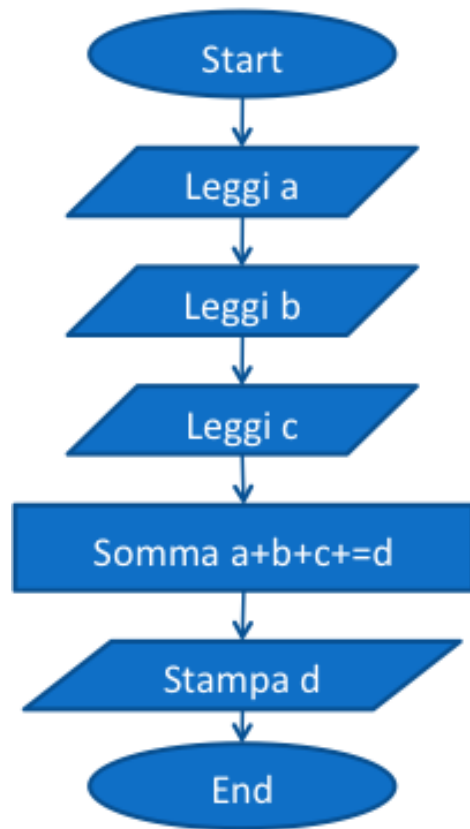 Start
Leggi a
Leggi b
Leggi c
Somma a+b+c+=d
Stampa d
End